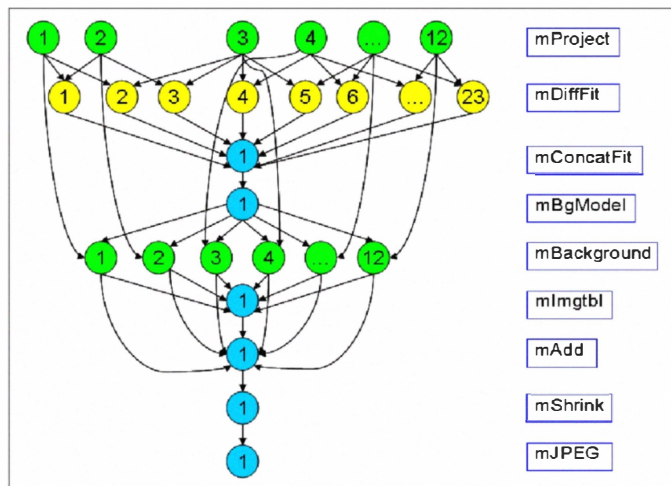 1 2 3 4 ... 12 mProject
1 2 3 4 5 6 ... 23 mDiffFit
1 mConcatFit
1 mBgModel
1 2 3 4 ... 12 mBackground
1 mImgtbl
1 mAdd
1 mShrink
1 mJPEG